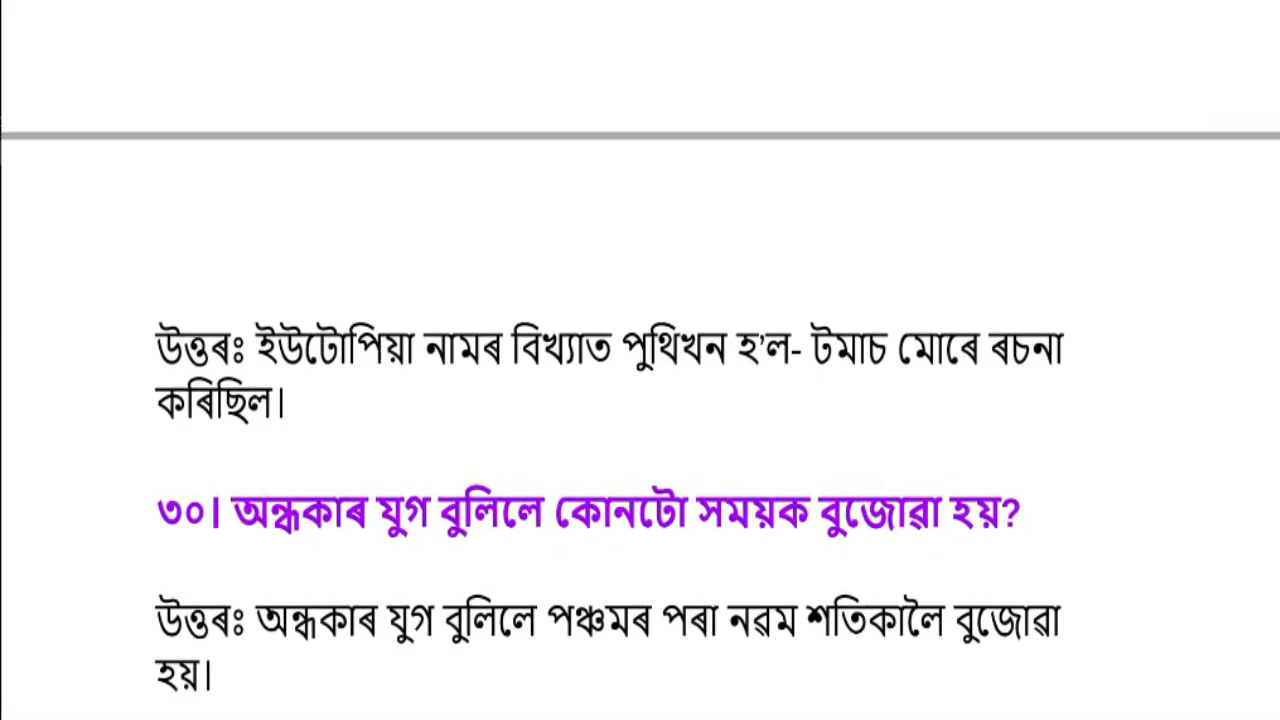 উত্তৰঃ ইউটোপিয়া নামৰ বিখ্যাত পুথিখন হ’ল- টমাচ মোৰে ৰচনা
কৰিছিল।
৩০। অন্ধকাৰ যুগ বুলিলে কোনটো সময়ক বুজোৱা হয়?
উত্তৰঃ অন্ধকাৰ যুগ বুলিলে পঞ্চমৰ পৰা নৱম শতিকালৈ বুজোৱা
হয়।